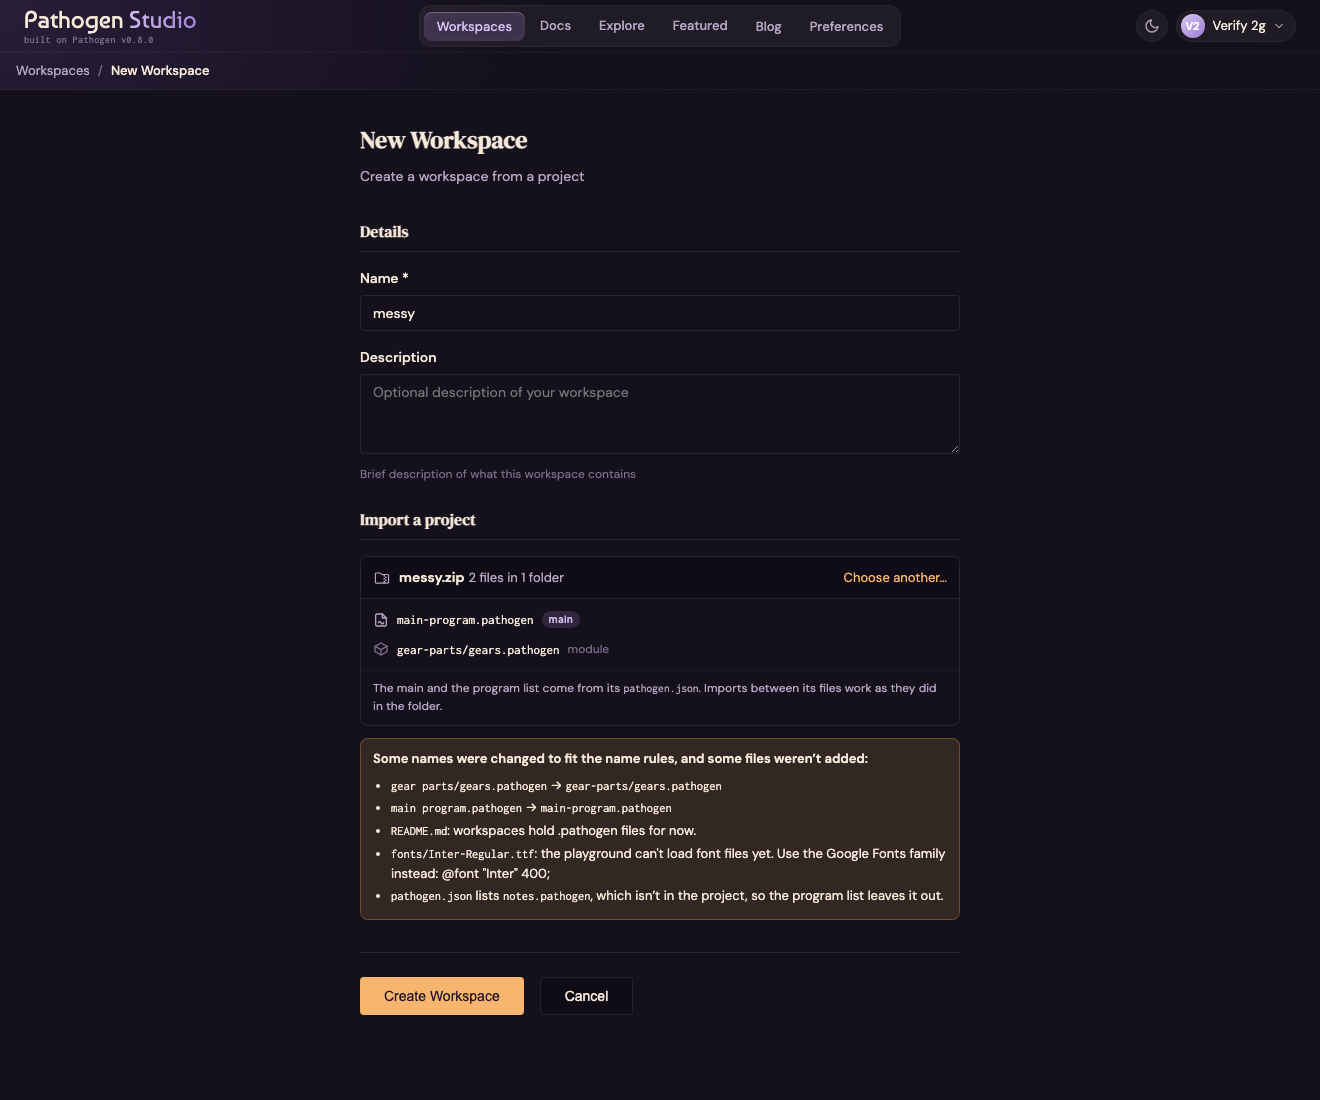 Pathogen Studio
built on Pathogen v0.8.0
Workspaces
Docs
Explore
Featured
Blog
Preferences
V2
Verify 2g
Workspaces / New Workspace
New Workspace
Create a workspace from a project
Details
Name *
messy
Description
Optional description of your workspace
Brief description of what this workspace contains
Import a project
messy.zip 2 files in 1 folder
Choose another…
main-program.pathogen main
gear-parts/gears.pathogen module
The main and the program list come from its pathogen.json. Imports between its files work as they did
in the folder.
Some names were changed to fit the name rules, and some files weren’t added:
• gear parts/gears.pathogen → gear-parts/gears.pathogen
• main program.pathogen → main-program.pathogen
• README.md: workspaces hold .pathogen files for now.
• fonts/Inter-Regular.ttf: the playground can't load font files yet. Use the Google Fonts family
instead: @font "Inter" 400;
• pathogen.json lists notes.pathogen, which isn’t in the project, so the program list leaves it out.
Create Workspace
Cancel